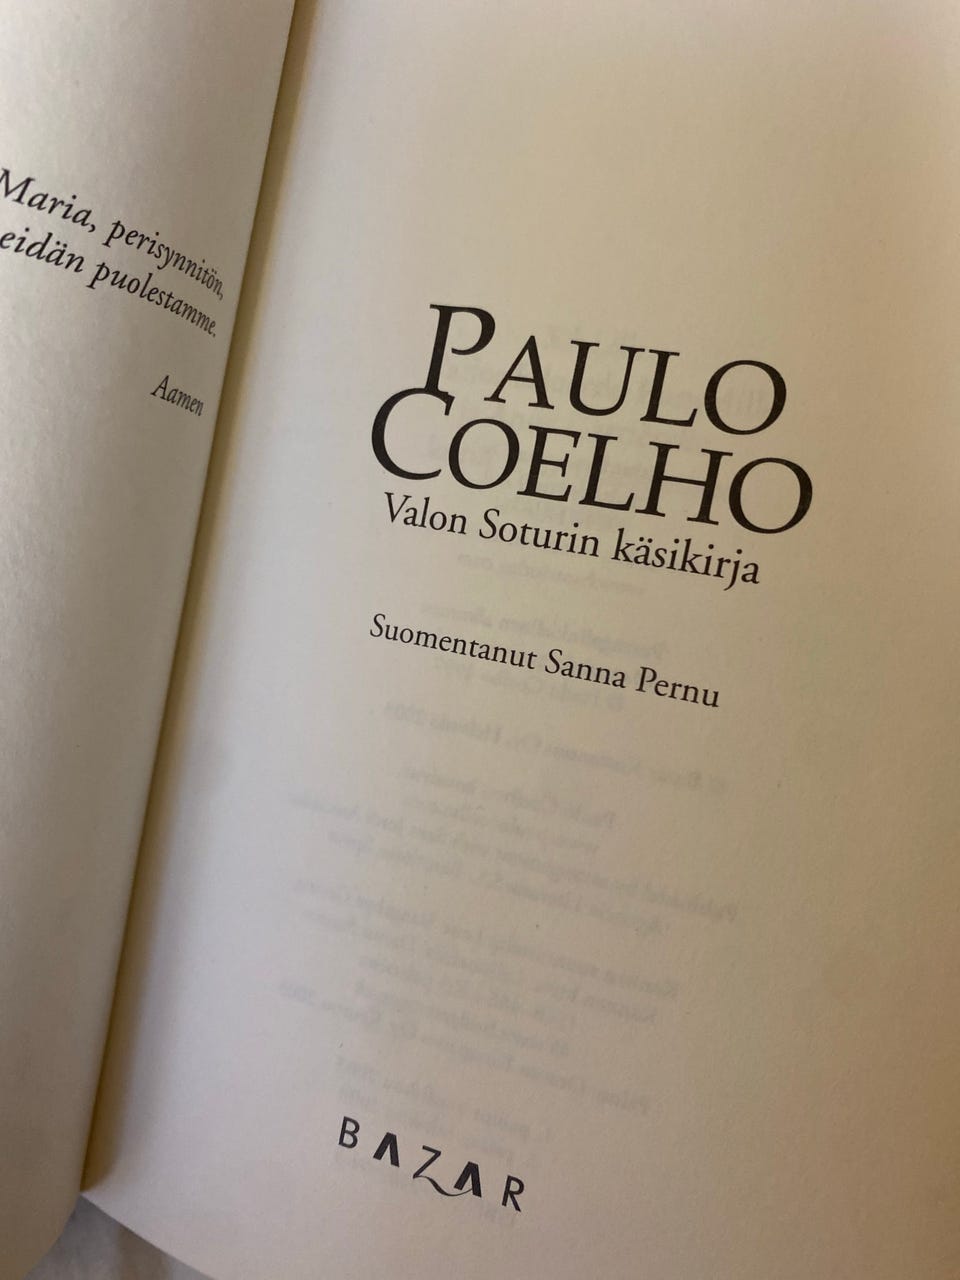 Maria, perisynnitön,
eidän puolestamme.
Aamen
PAULO
COELHO
Valon Soturin käsikirja
Suomentanut Sanna Pernu
BAZAR